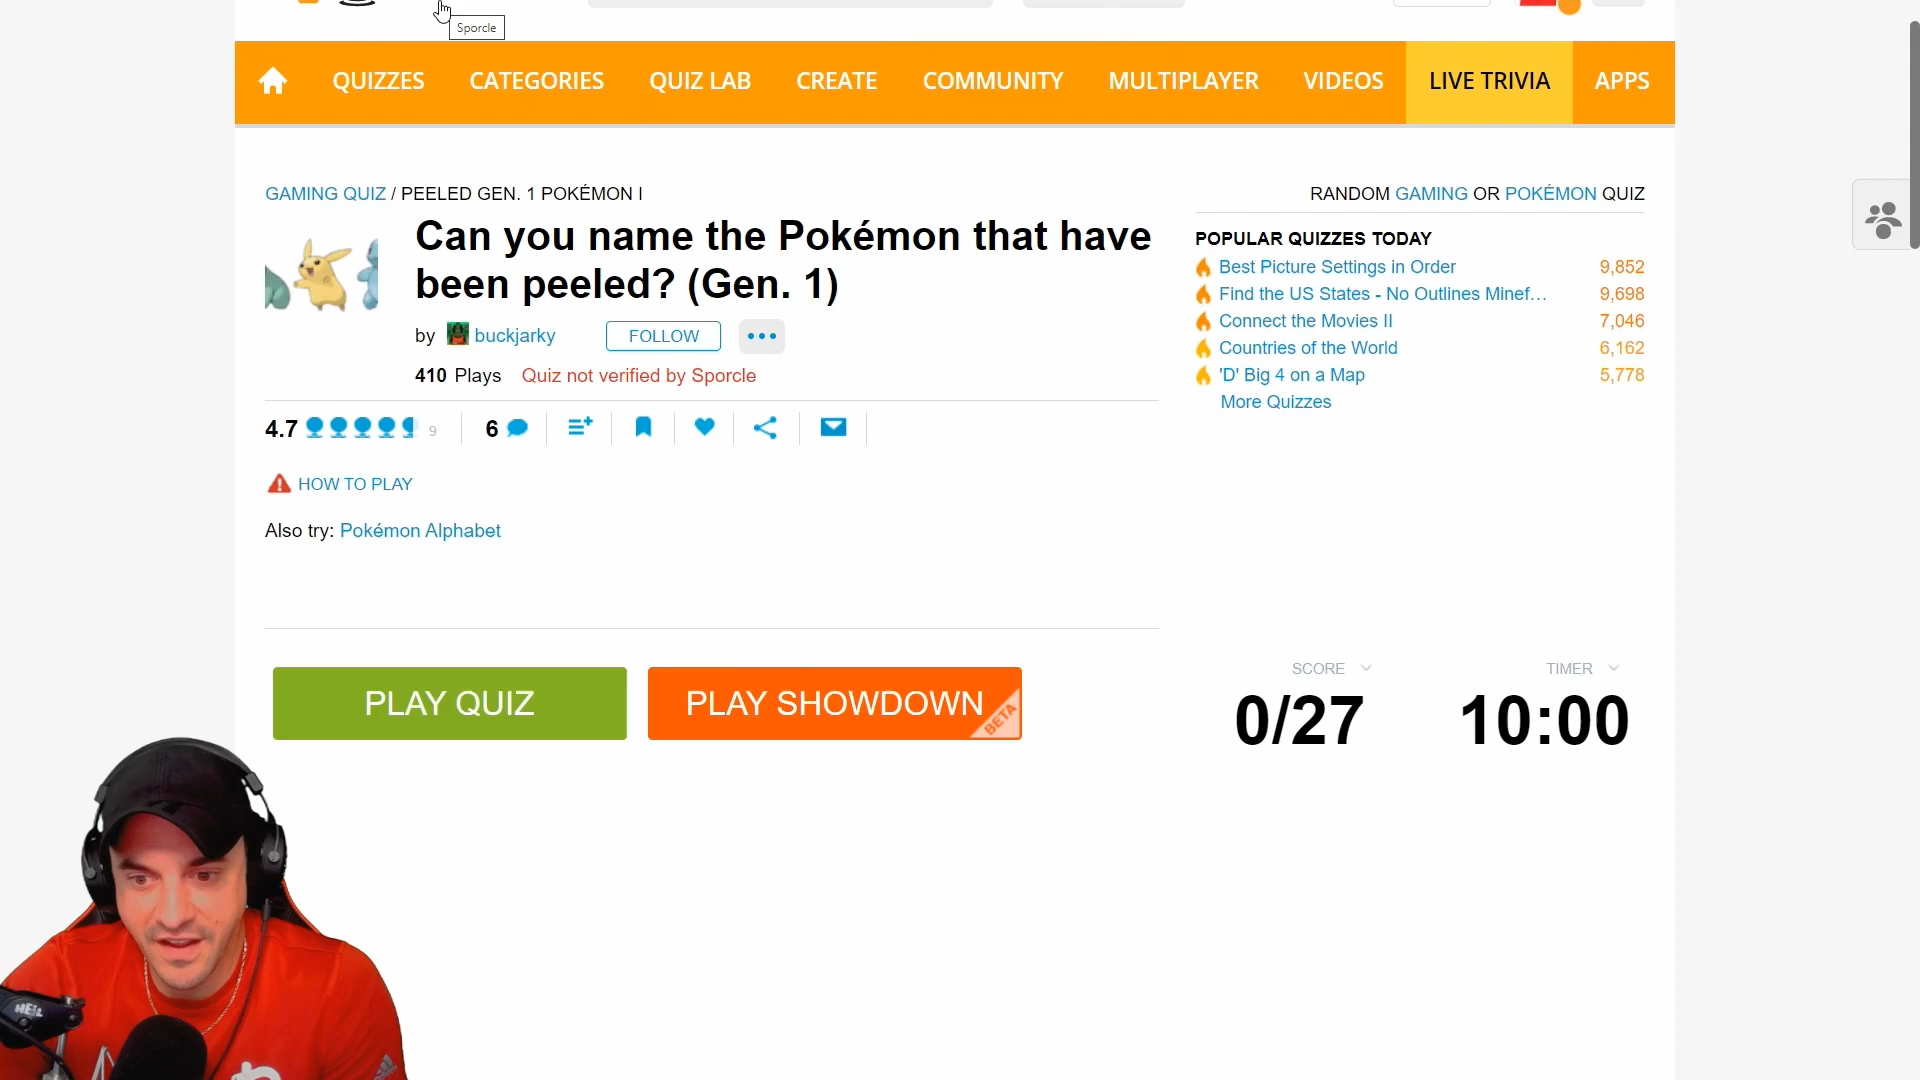 Sporcle
QUIZZES CATEGORIES QUIZ LAB CREATE COMMUNITY MULTIPLAYER VIDEOS LIVE TRIVIA APPS
GAMING QUIZ / PEELED GEN. 1 POKÉMON I
RANDOM GAMING OR POKÉMON QUIZ
Can you name the Pokémon that have
been peeled? (Gen. 1)
by buckjarky FOLLOW
410 Plays Quiz not verified by Sporcle
4.7 9 6
HOW TO PLAY
Also try: Pokémon Alphabet
POPULAR QUIZZES TODAY
Best Picture Settings in Order 9,852
Find the US States - No Outlines Minef... 9,698
Connect the Movies II 7,046
Countries of the World 6,162
'D' Big 4 on a Map 5,778
More Quizzes
PLAY QUIZ
PLAY SHOWDOWN
BETA
SCORE
0/27
TIMER
10:00
HEIL